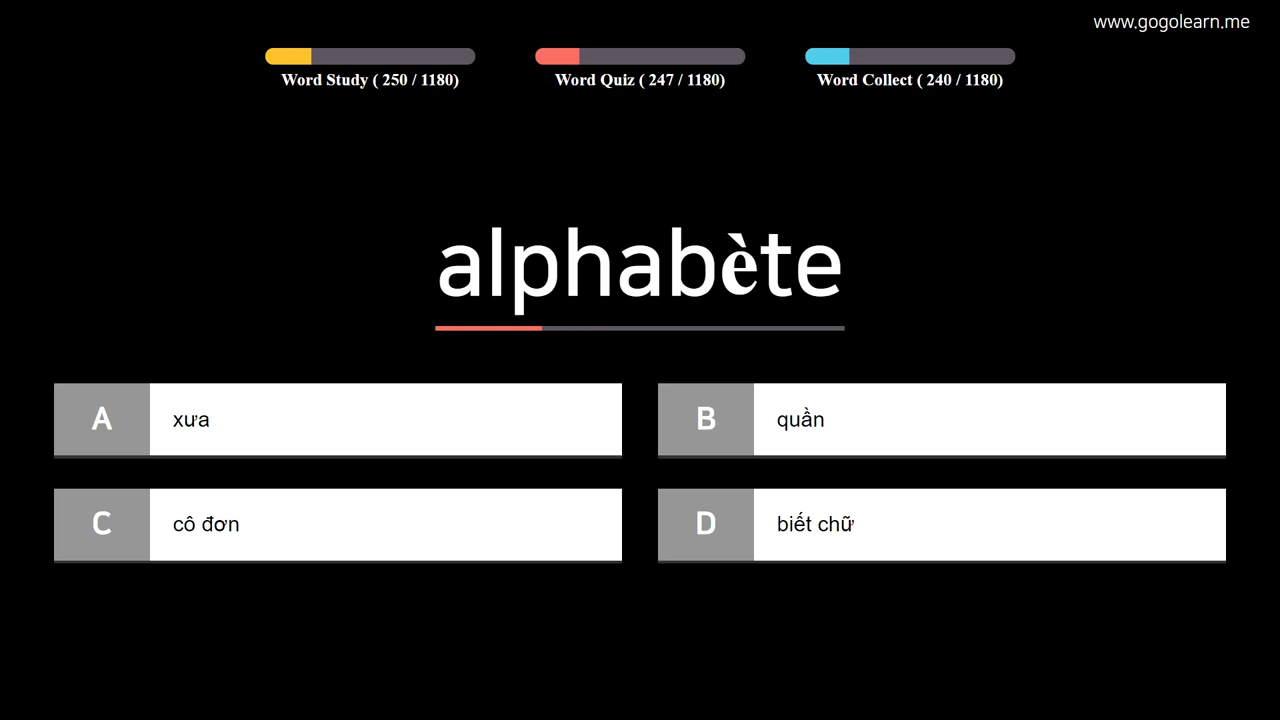 www.gogolearn.me
Word Study ( 250 / 1180)
Word Quiz ( 247 / 1180)
Word Collect ( 240 / 1180)
alphabète
A xưa
B quần
C cô đơn
D biết chữ